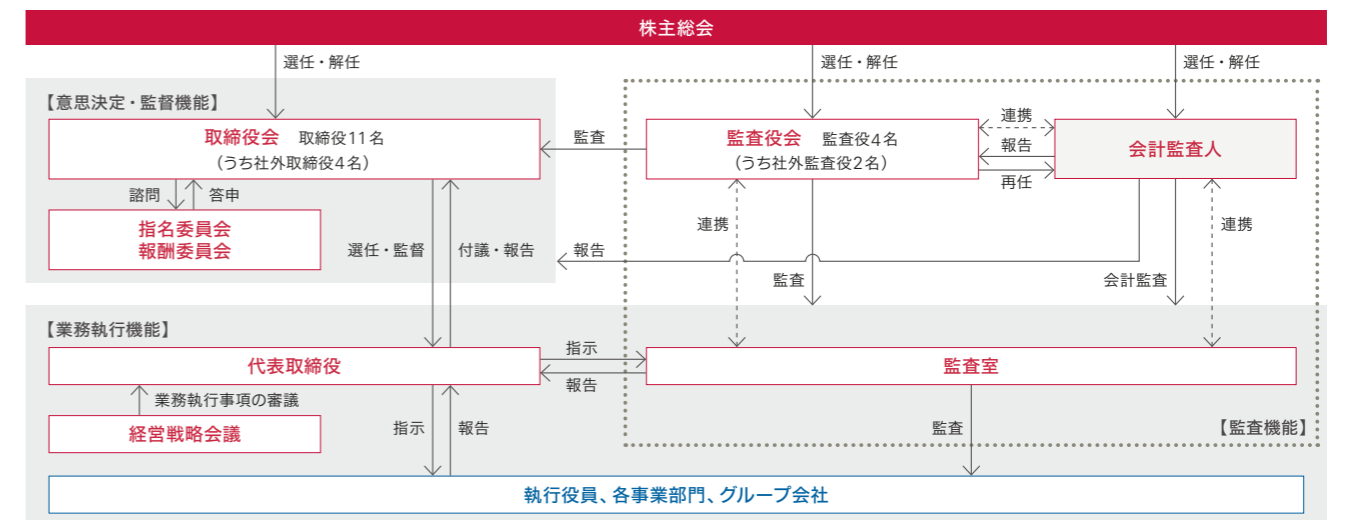 株主総会
選任・解任
選任・解任
選任・解任
【意思決定・監督機能】
取締役会 取締役11名
（うち社外取締役4名）
監査
監査役会 監査役4名
（うち社外監査役2名）
連携
報告
再任
会計監査人
諮問
答申
指名委員会
報酬委員会
選任・監督
付議・報告
報告
連携
監査
会計監査
連携
【業務執行機能】
代表取締役
指示
報告
監査室
業務執行事項の審議
経営戦略会議
指示
報告
監査
【監査機能】
執行役員、各事業部門、グループ会社